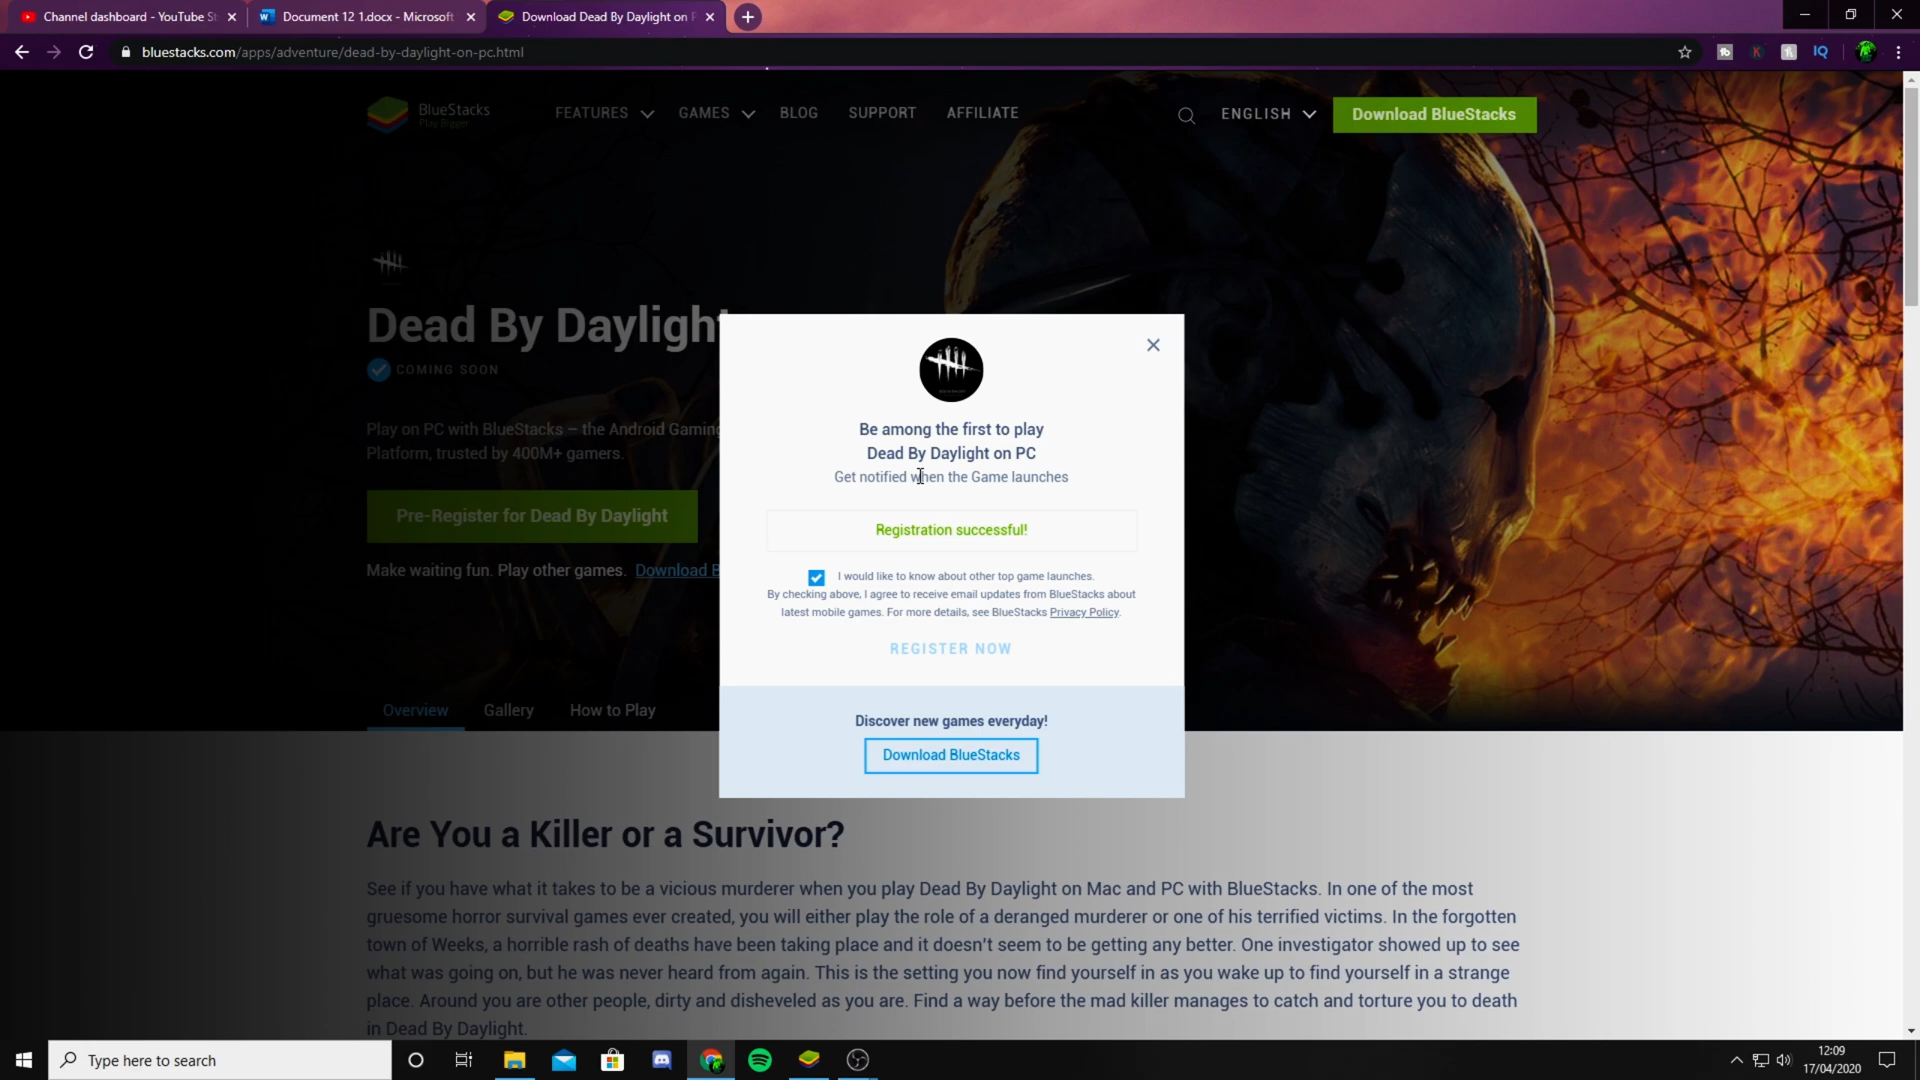 Channel dashboard - YouTube St
Document 12 1.docx - Microsoft
Download Dead By Daylight on P
bluestacks.com/apps/adventure/dead-by-daylight-on-pc.html
IQ
BlueStacks
Play Bigger
FEATURES
GAMES
BLOG
SUPPORT
AFFILIATE
ENGLISH
Download BlueStacks
Dead By Daylight
COMING SOON
Play on PC with BlueStacks – the Android Gaming
Platform, trusted by 400M+ gamers.
Pre-Register for Dead By Daylight
Make waiting fun. Play other games. Download B
Overview
Gallery
How to Play
Be among the first to play
Dead By Daylight on PC
Get notified when the Game launches
Registration successful!
I would like to know about other top game launches.
By checking above, I agree to receive email updates from BlueStacks about
latest mobile games. For more details, see BlueStacks Privacy Policy.
REGISTER NOW
Discover new games everyday!
Download BlueStacks
Are You a Killer or a Survivor?
See if you have what it takes to be a vicious murderer when you play Dead By Daylight on Mac and PC with BlueStacks. In one of the most
gruesome horror survival games ever created, you will either play the role of a deranged murderer or one of his terrified victims. In the forgotten
town of Weeks, a horrible rash of deaths have been taking place and it doesn't seem to be getting any better. One investigator showed up to see
what was going on, but he was never heard from again. This is the setting you now find yourself in as you wake up to find yourself in a strange
place. Around you are other people, dirty and disheveled as you are. Find a way before the mad killer manages to catch and torture you to death
in Dead By Daylight.
Type here to search
12:09
17/04/2020